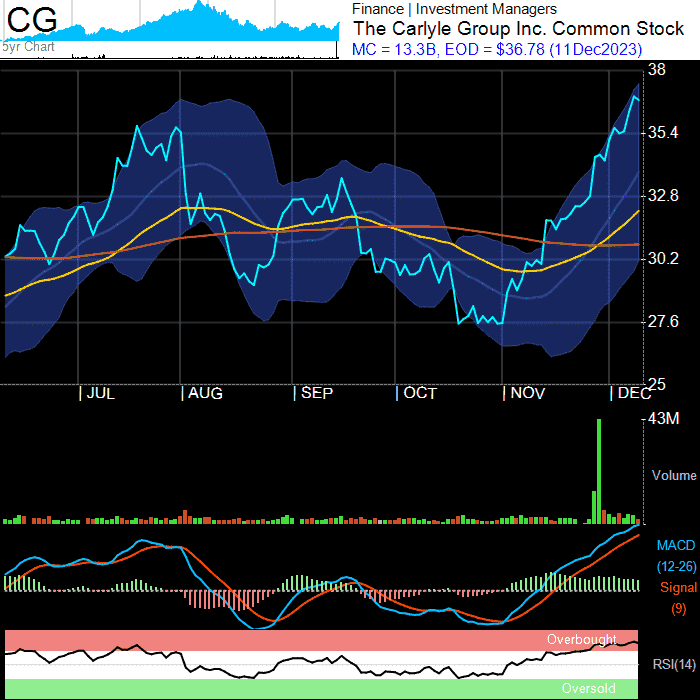 CG
5yr Chart
Finance | Investment Managers
The Carlyle Group Inc. Common Stock
MC = 13.3B, EOD = $36.78 (11Dec2023)
38
35.4
32.8
30.2
27.6
25
| JUL | AUG | SEP | OCT | NOV | DEC
43M
Volume
MACD
(12-26)
Signal
(9)
Overbought
RSI(14)
Oversold